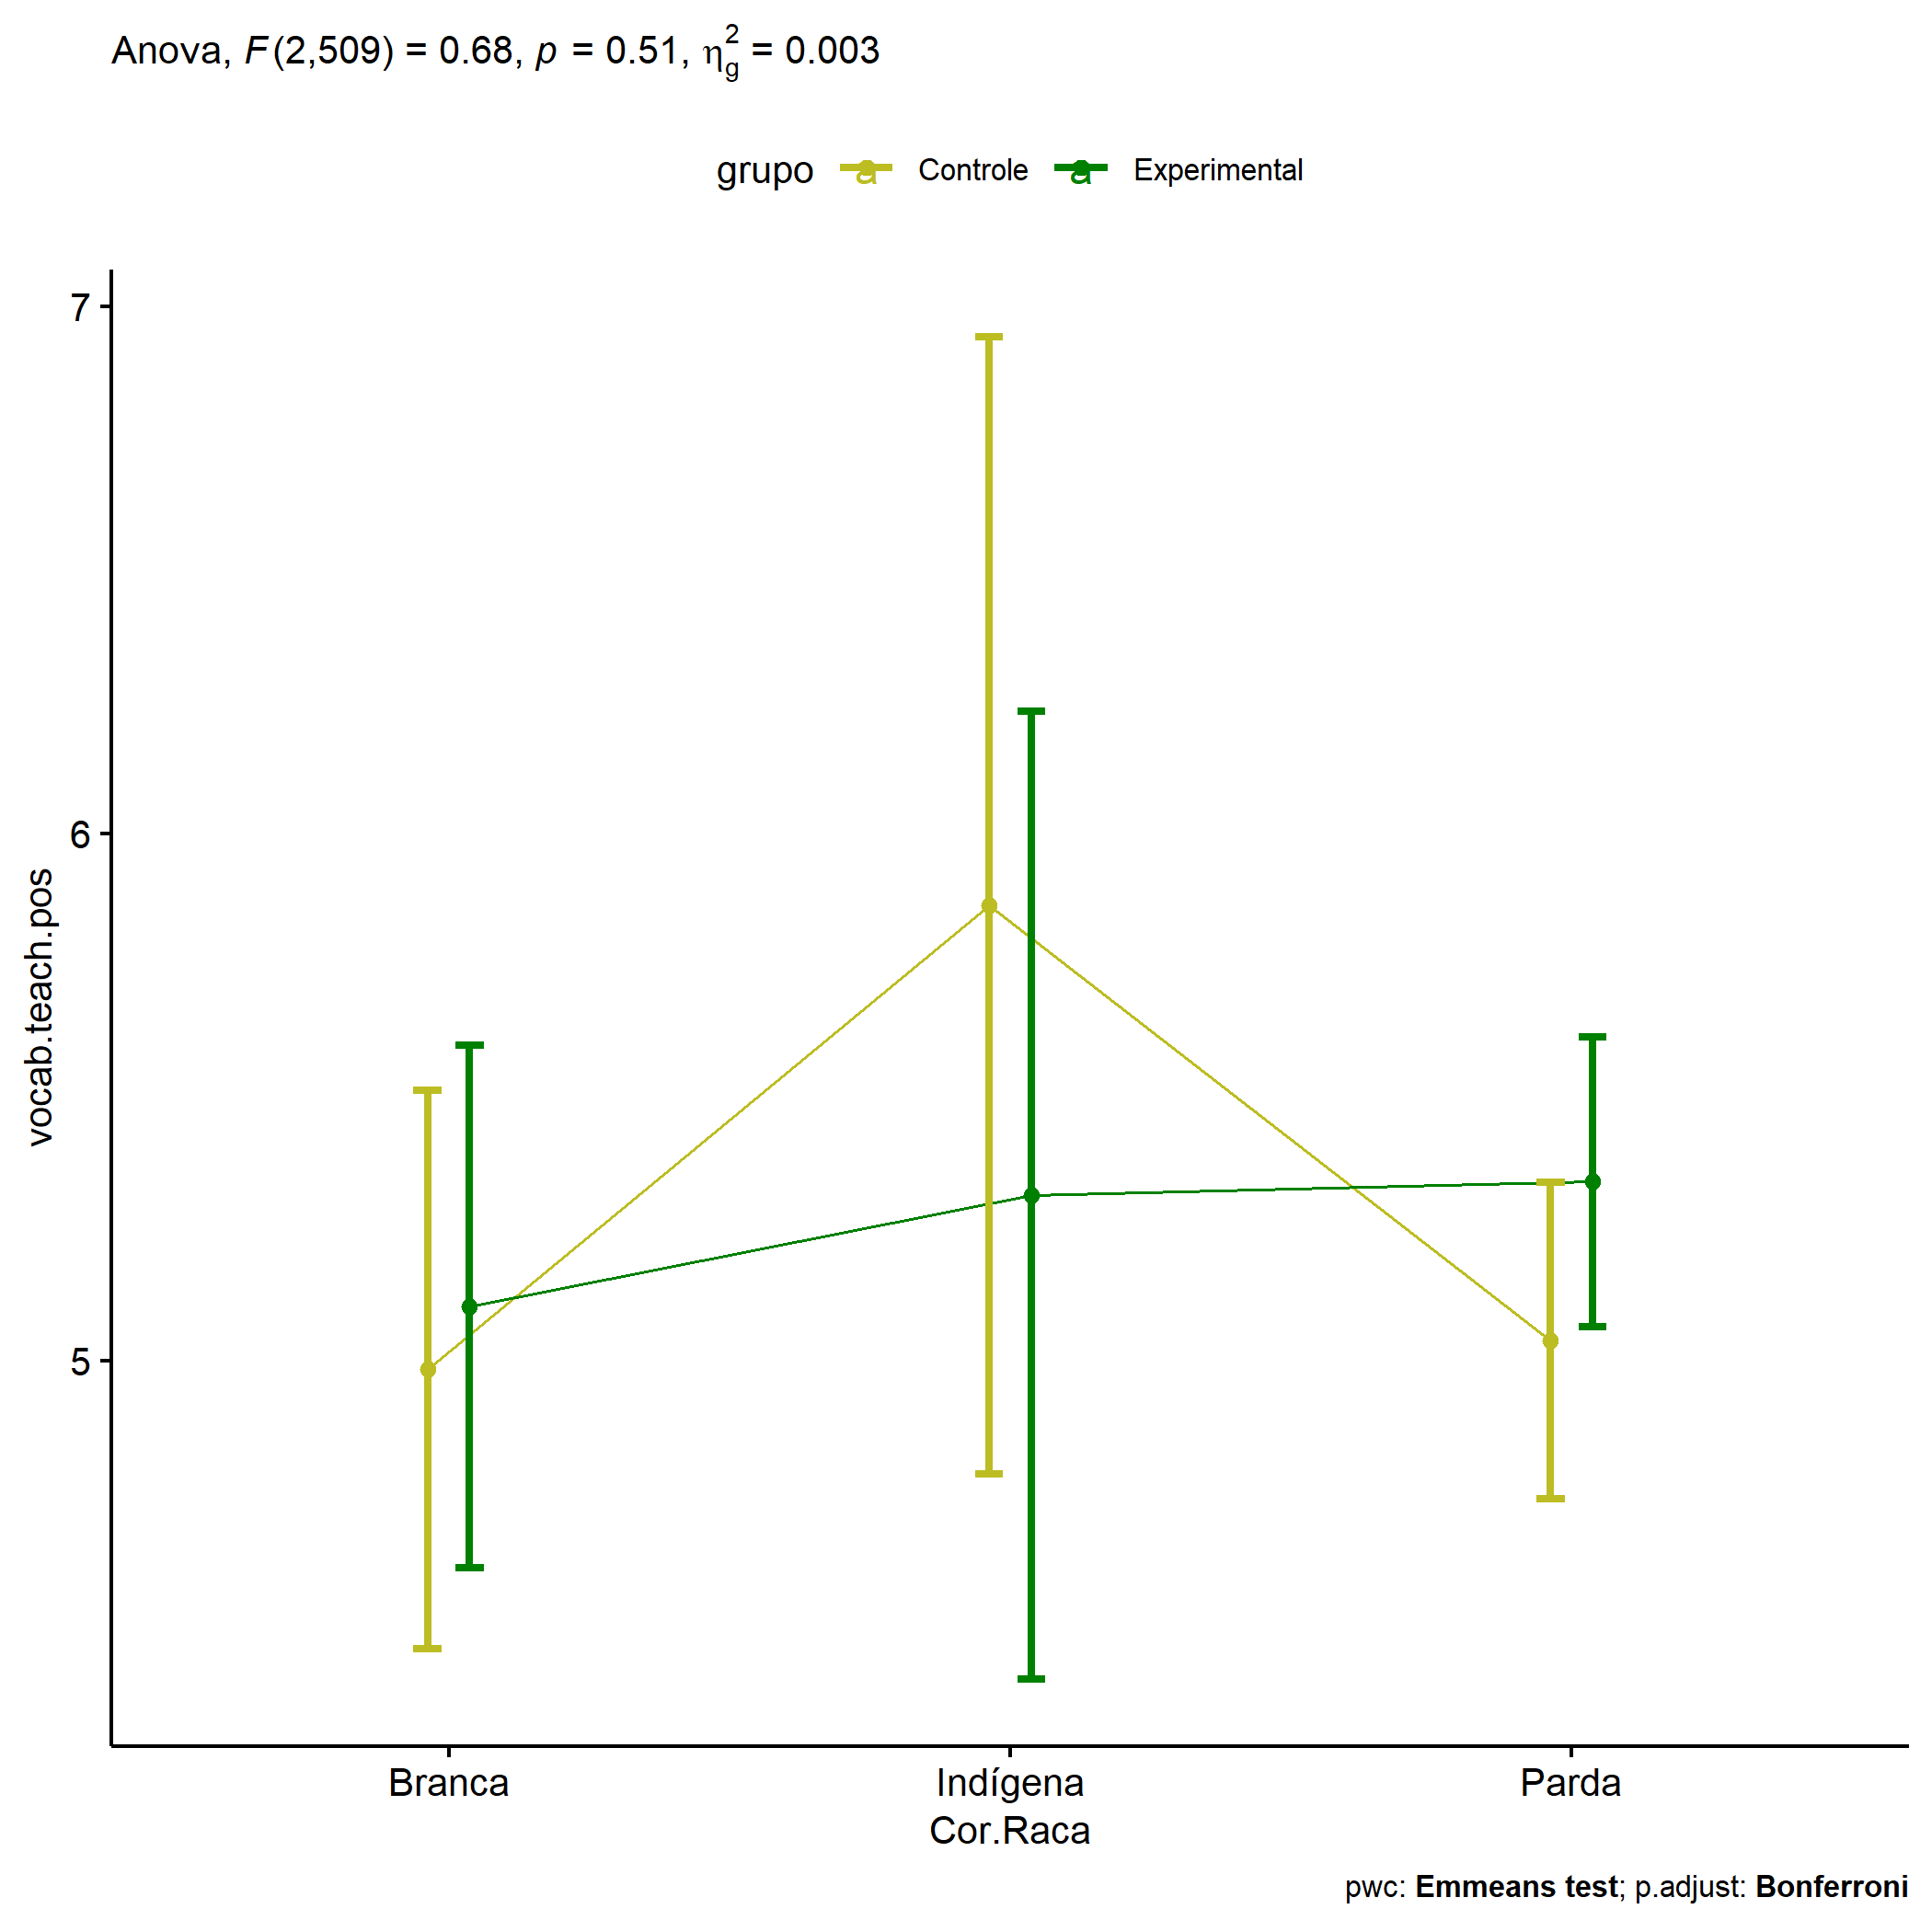 Anova, F(2,509) = 0.68, p = 0.51, η²g = 0.003
grupo a Controle a Experimental
7
6
5
vocab.teach.pos
Branca Indígena Parda
Cor.Raca
pwc: Emmeans test; p.adjust: Bonferroni